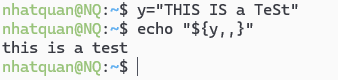 nhatquan@NQ:~$ y="THIS IS a TeSt"
nhatquan@NQ:~$ echo "${y,,}"
this is a test
nhatquan@NQ:~$